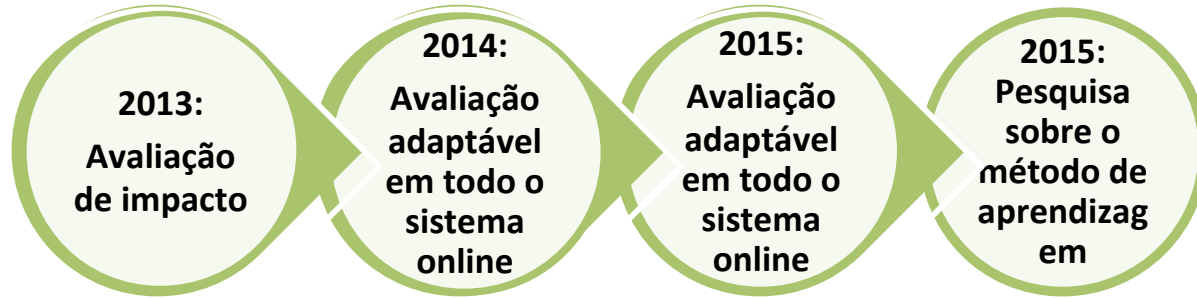 2013:
Avaliação
de impacto
2014:
Avaliação
adaptável
em todo o
sistema
online
2015:
Avaliação
adaptável
em todo o
sistema
online
2015:
Pesquisa
sobre o
método de
aprendizag
em